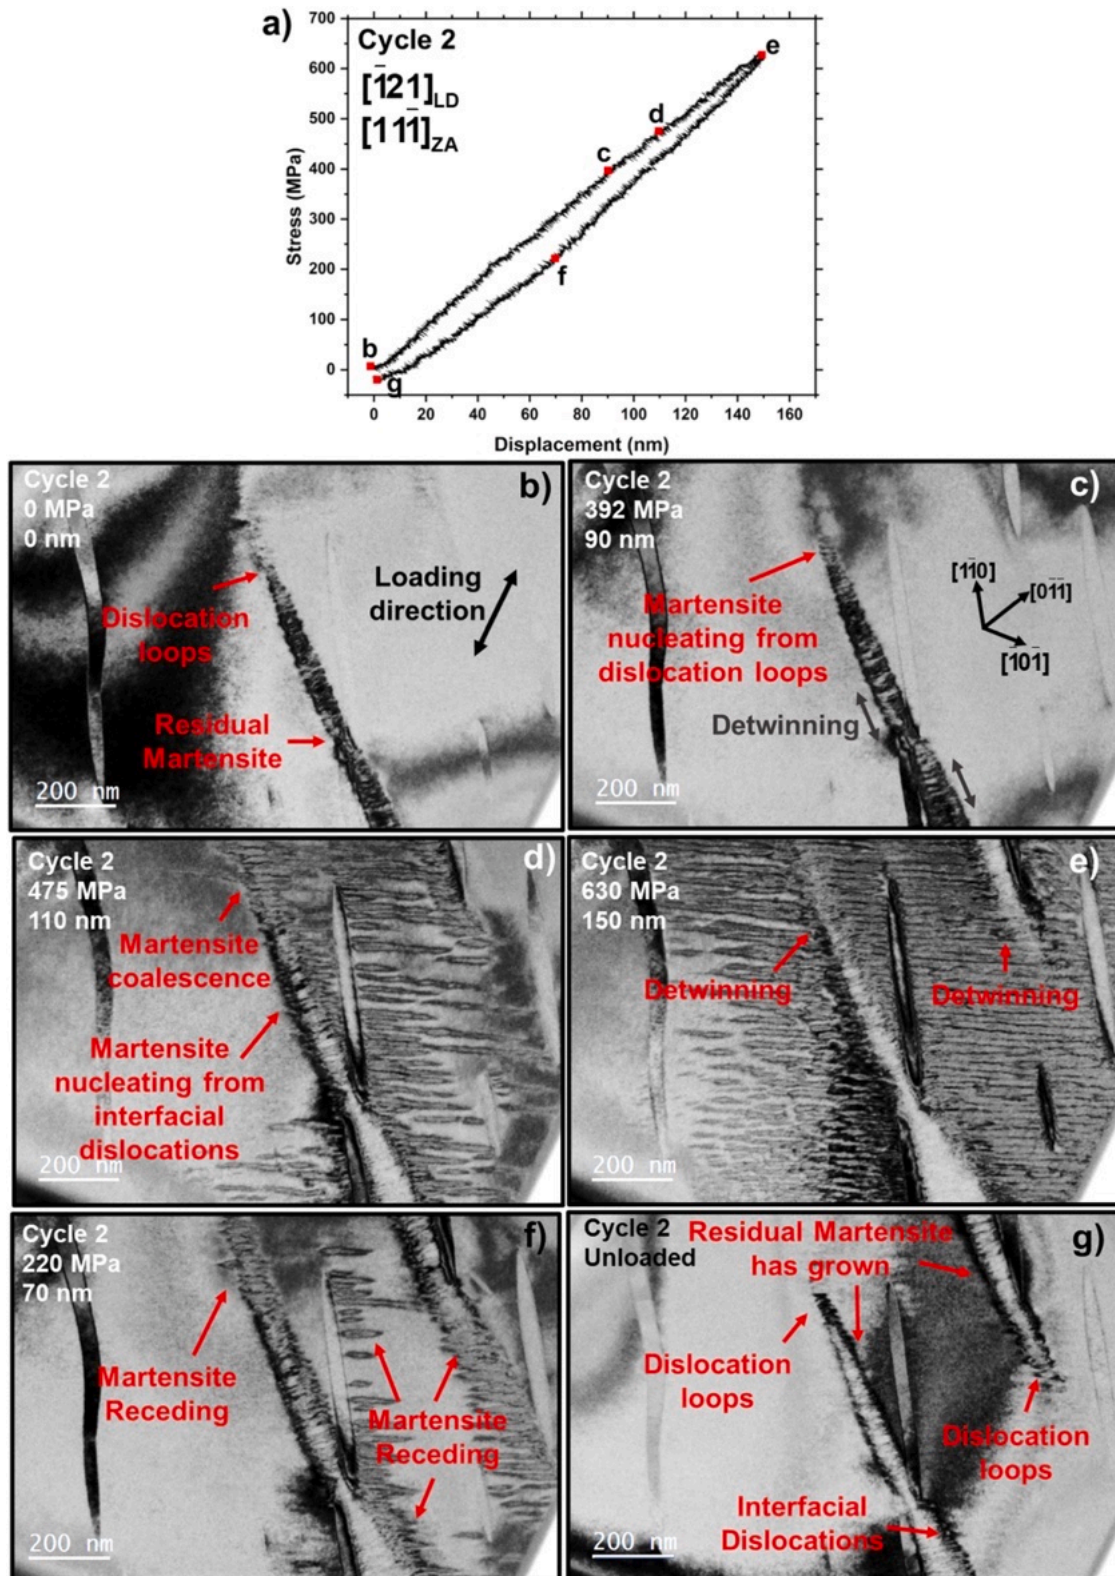 a)
Cycle 2
[1̄21]LD
[111̄]ZA
700
600
500
400
300
200
100
0
Stress (MPa)
0 20 40 60 80 100 120 140 160
Displacement (nm)
b
c
d
e
f
g
b)
Cycle 2
0 MPa
0 nm
Loading
direction
Dislocation
loops
Residual
Martensite
200 nm
c)
Cycle 2
392 MPa
90 nm
[11̄0]
[01̄1̄]
[1̄01̄]
Martensite
nucleating from
dislocation loops
Detwinning
200 nm
d)
Cycle 2
475 MPa
110 nm
Martensite
coalescence
Martensite
nucleating from
interfacial
dislocations
200 nm
e)
Cycle 2
630 MPa
150 nm
Detwinning
Detwinning
200 nm
f)
Cycle 2
220 MPa
70 nm
Martensite
Receding
Martensite
Receding
200 nm
g)
Cycle 2
Unloaded
Residual Martensite
has grown
Dislocation
loops
Dislocation
loops
Interfacial
Dislocations
200 nm